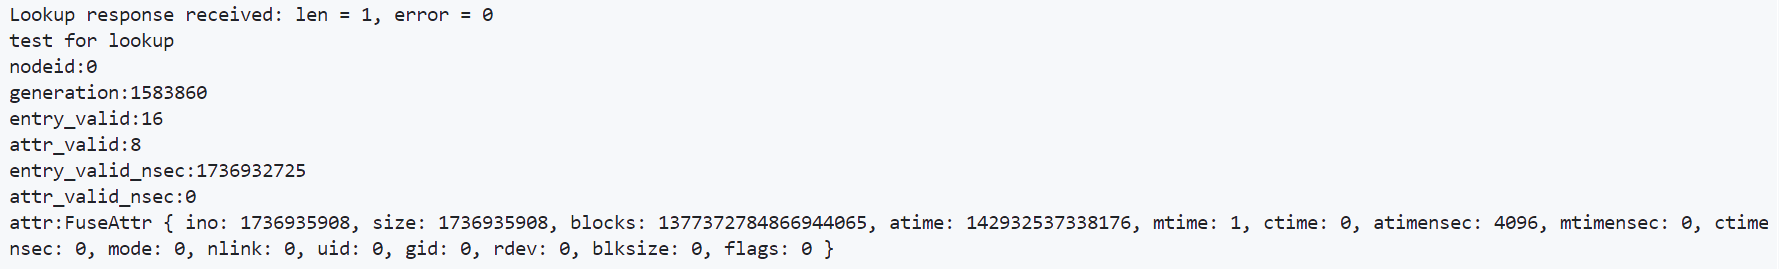 Lookup response received: len = 1, error = 0
test for lookup
nodeid:0
generation:1583860
entry_valid:16
attr_valid:8
entry_valid_nsec:1736932725
attr_valid_nsec:0
attr:FuseAttr { ino: 1736935908, size: 1736935908, blocks: 1377372784866944065, atime: 142932537338176, mtime: 1, ctime: 0, atimensec: 4096, mtimensec: 0, ctime
nsec: 0, mode: 0, nlink: 0, uid: 0, gid: 0, rdev: 0, blksize: 0, flags: 0 }